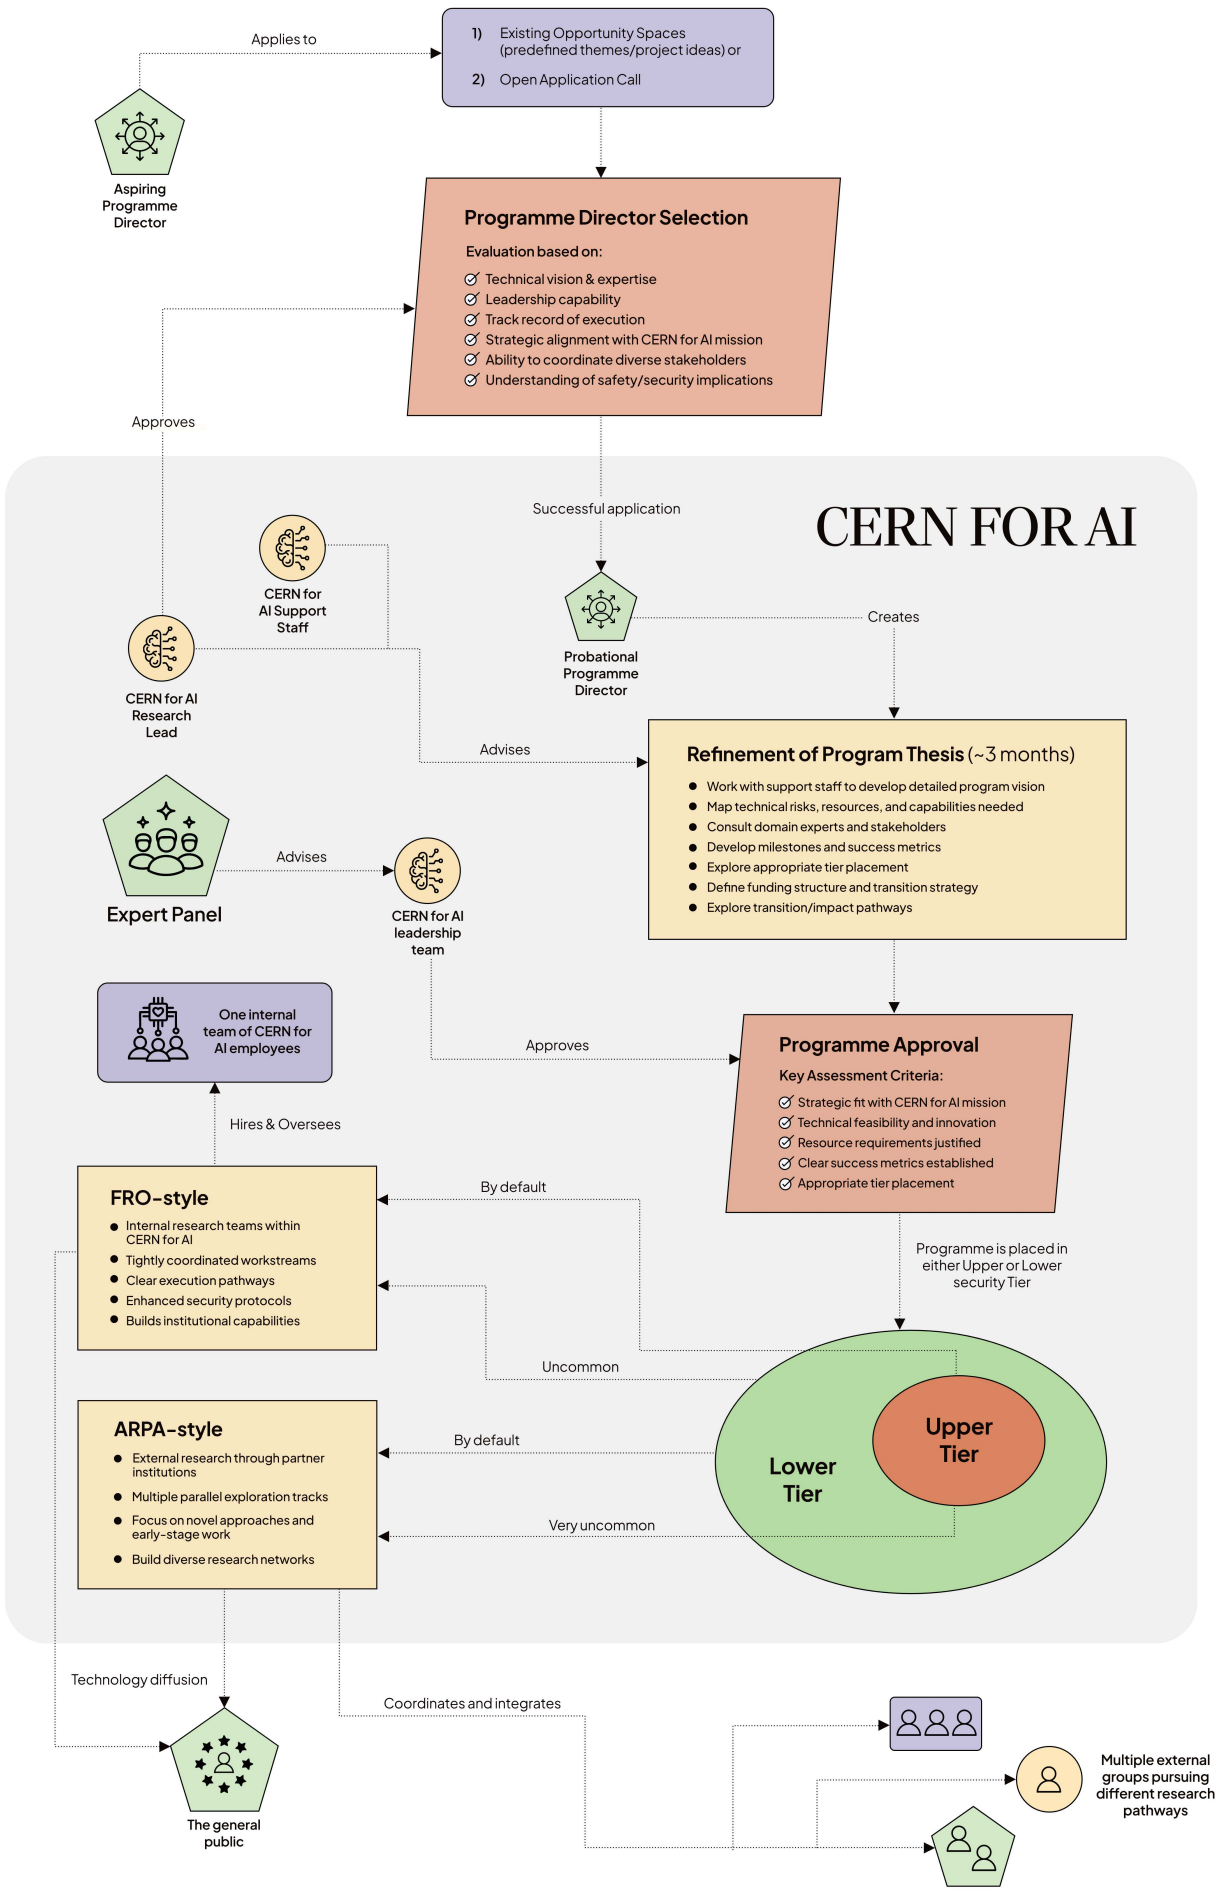 Applies to
1) Existing Opportunity Spaces
(predefined themes/project ideas) or
2) Open Application Call
Aspiring
Programme
Director
Programme Director Selection
Evaluation based on:
Technical vision & expertise
Leadership capability
Track record of execution
Strategic alignment with CERN for AI mission
Ability to coordinate diverse stakeholders
Understanding of safety/security implications
Approves
CERN FOR AI
Successful application
CERN for
AI Support
Staff
Probational
Programme
Director
Creates
CERN for AI
Research
Lead
Advises
Refinement of Program Thesis (~3 months)
Work with support staff to develop detailed program vision
Map technical risks, resources, and capabilities needed
Consult domain experts and stakeholders
Develop milestones and success metrics
Explore appropriate tier placement
Define funding structure and transition strategy
Explore transition/impact pathways
Expert Panel
Advises
CERN for AI
leadership
team
One internal
team of CERN for
AI employees
Approves
Programme Approval
Key Assessment Criteria:
Strategic fit with CERN for AI mission
Technical feasibility and innovation
Resource requirements justified
Clear success metrics established
Appropriate tier placement
Hires & Oversees
FRO-style
Internal research teams within
CERN for AI
Tightly coordinated workstreams
Clear execution pathways
Enhanced security protocols
Builds institutional capabilities
By default
Programme is placed in
either Upper or Lower
security Tier
Uncommon
ARPA-style
External research through partner
institutions
Multiple parallel exploration tracks
Focus on novel approaches and
early-stage work
Build diverse research networks
By default
Very uncommon
Upper
Tier
Lower
Tier
Technology diffusion
Coordinates and integrates
The general
public
Multiple external
groups pursuing
different research
pathways